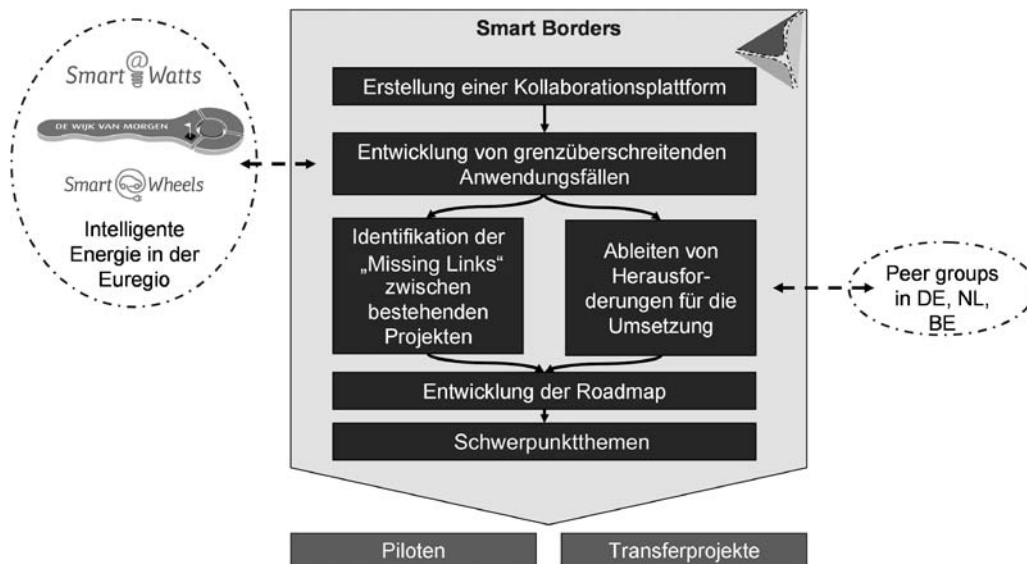 Smart Borders
Smart @ Watts
DE WIJK VAN MORGEN
Smart Wheels
Intelligente
Energie in der
Euregio
Erstellung einer Kollaborationsplattform
Entwicklung von grenzüberschreitenden
Anwendungsfällen
Identifikation der
„Missing Links“
zwischen
bestehenden
Projekten
Ableiten von
Herausfor-
derungen für die
Umsetzung
Peer groups
in DE, NL,
BE
Entwicklung der Roadmap
Schwerpunktthemen
Piloten
Transferprojekte